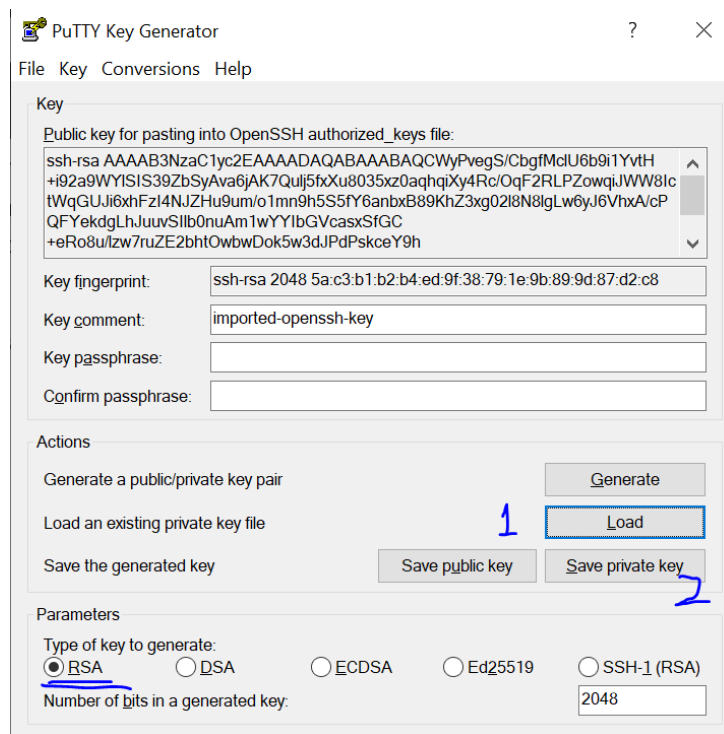 PuTTY Key Generator ?
File Key Conversions Help
Key
Public key for pasting into OpenSSH authorized_keys file:
ssh-rsa AAAAB3NzaC1yc2EAAAADAQABAAABAQCWyPvegS/CbgfMclU6b9i1YvtH
+i92a9WYlSIS39ZbSyAva6jAK7Qulj5fxXu8035xz0aqhqiXy4Rc/OqF2RLPZowqiJWW8Ic
tWqGUJi6xhFzI4NJZHu9um/o1mn9h5S5fY6anbxB89KhZ3xg02l8N8lgLw6yJ6VhxA/cP
QFYekdgLhJuuvSIlb0nuAm1wYYIbGVcasxSfGC
+eRo8u/lzw7ruZE2bhtOwbwDok5w3dJPdPskceY9h
Key fingerprint: ssh-rsa 2048 5a:c3:b1:b2:b4:ed:9f:38:79:1e:9b:89:9d:87:d2:c8
Key comment: imported-openssh-key
Key passphrase:
Confirm passphrase:
Actions
Generate a public/private key pair Generate
Load an existing private key file 1 Load
Save the generated key Save public key Save private key
2
Parameters
Type of key to generate:
RSA DSA ECDSA Ed25519 SSH-1 (RSA)
Number of bits in a generated key: 2048